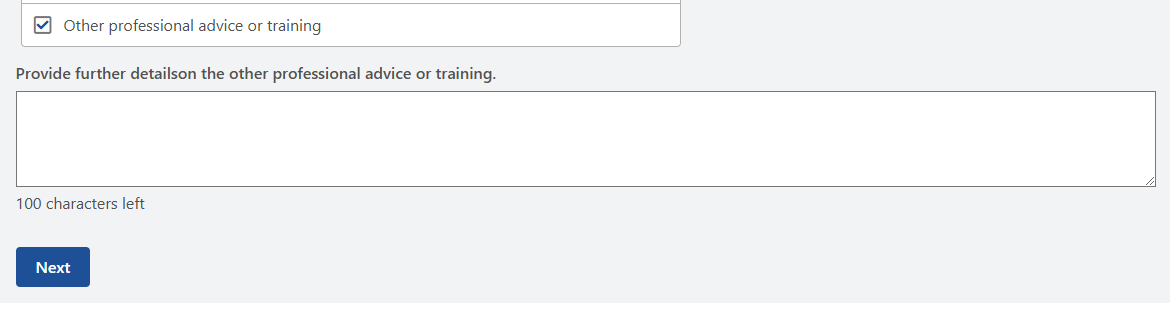 Other professional advice or training
Provide further detailson the other professional advice or training.
100 characters left
Next